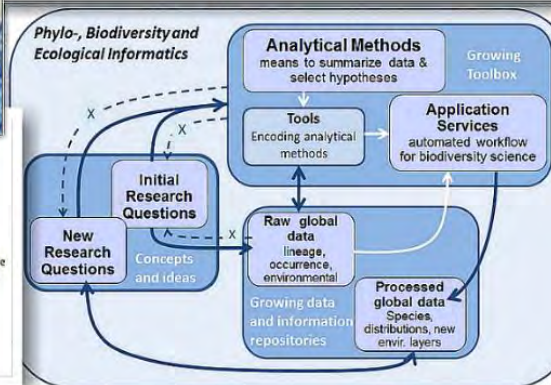 Phylo-, Biodiversity and
Ecological Informatics
Analytical Methods
means to summarize data &
select hypotheses
Growing
Toolbox
X
X
Tools
Encoding analytical
methods
Application
Services
automated workflow
for biodiversity science
Initial
Research
Questions
New
Research
Questions
Concepts
and ideas
X
Raw global
data
lineage,
occurrence,
environmental
Growing data
and information
repositories
Processed
global data
Species,
distributions, new
envir. layers